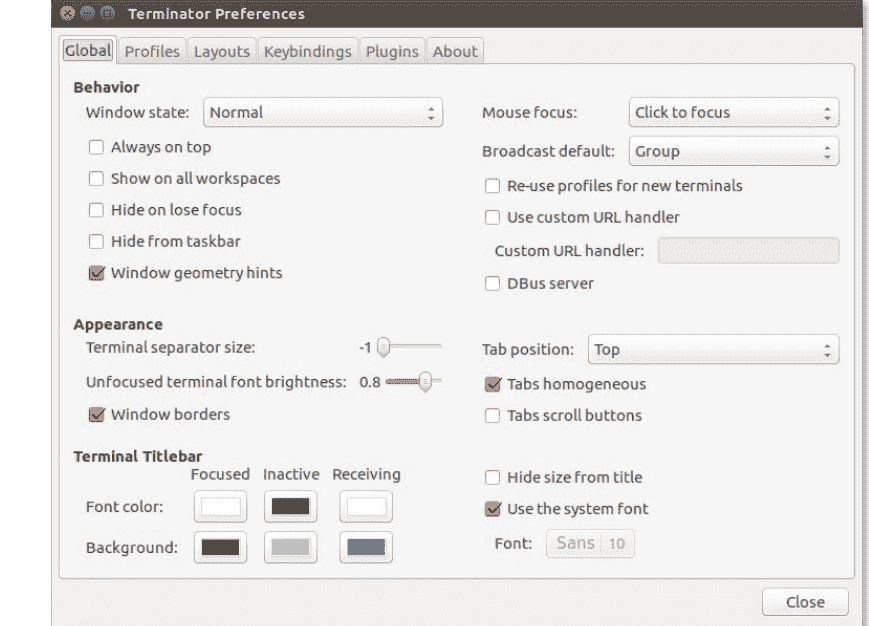 Terminator Preferences
Global Profiles Layouts Keybindings Plugins About
Behavior
Window state: Normal
Always on top
Show on all workspaces
Hide on lose focus
Hide from taskbar
Window geometry hints
Mouse focus: Click to focus
Broadcast default: Group
Re-use profiles for new terminals
Use custom URL handler
Custom URL handler:
DBus server
Appearance
Terminal separator size: -1
Unfocused terminal font brightness: 0.8
Window borders
Tab position: Top
Tabs homogeneous
Tabs scroll buttons
Terminal Titlebar
Focused Inactive Receiving
Font color:
Background:
Hide size from title
Use the system font
Font: Sans 10
Close